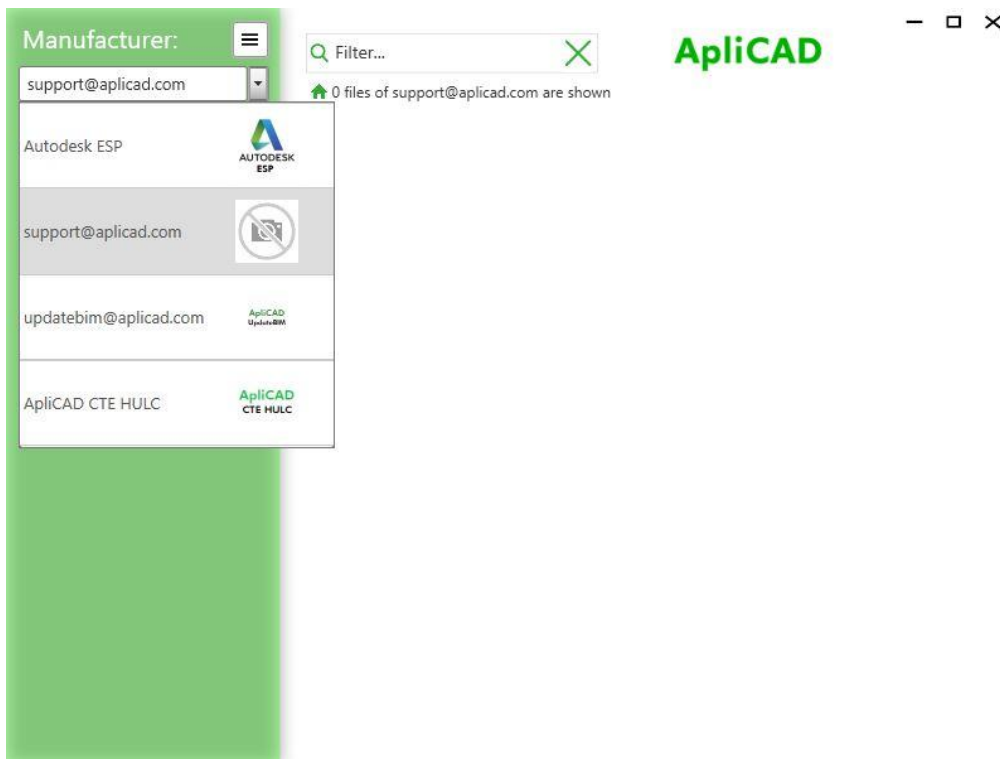 Manufacturer:
support@aplicad.com
Filter...
ApliCAD
0 files of support@aplicad.com are shown
Autodesk ESP
AUTODESK
ESP
support@aplicad.com
updatebim@aplicad.com
ApliCAD
UpdateBIM
ApliCAD CTE HULC
ApliCAD
CTE HULC